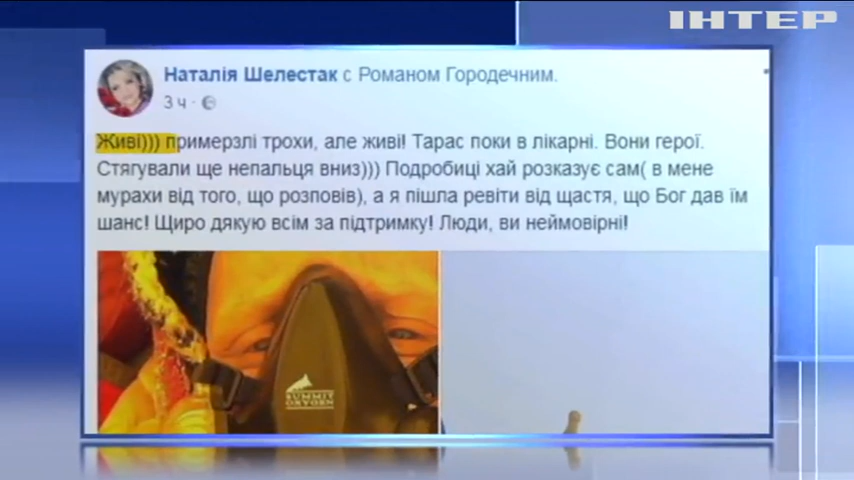 ІНТЕР
Наталія Шелестак с Романом Городечним.
3 ч ·
Живі))) примерзлі трохи, але живі! Тарас поки в лікарні. Вони герої.
Стягували ще непальця вниз))) Подробиці хай розказує сам( в мене
мурахи від того, що розповів), а я пішла ревіти від щастя, що Бог дав їм
шанс! Щиро дякую всім за підтримку! Люди, ви неймовірні!
SUMMIT
OXYGEN